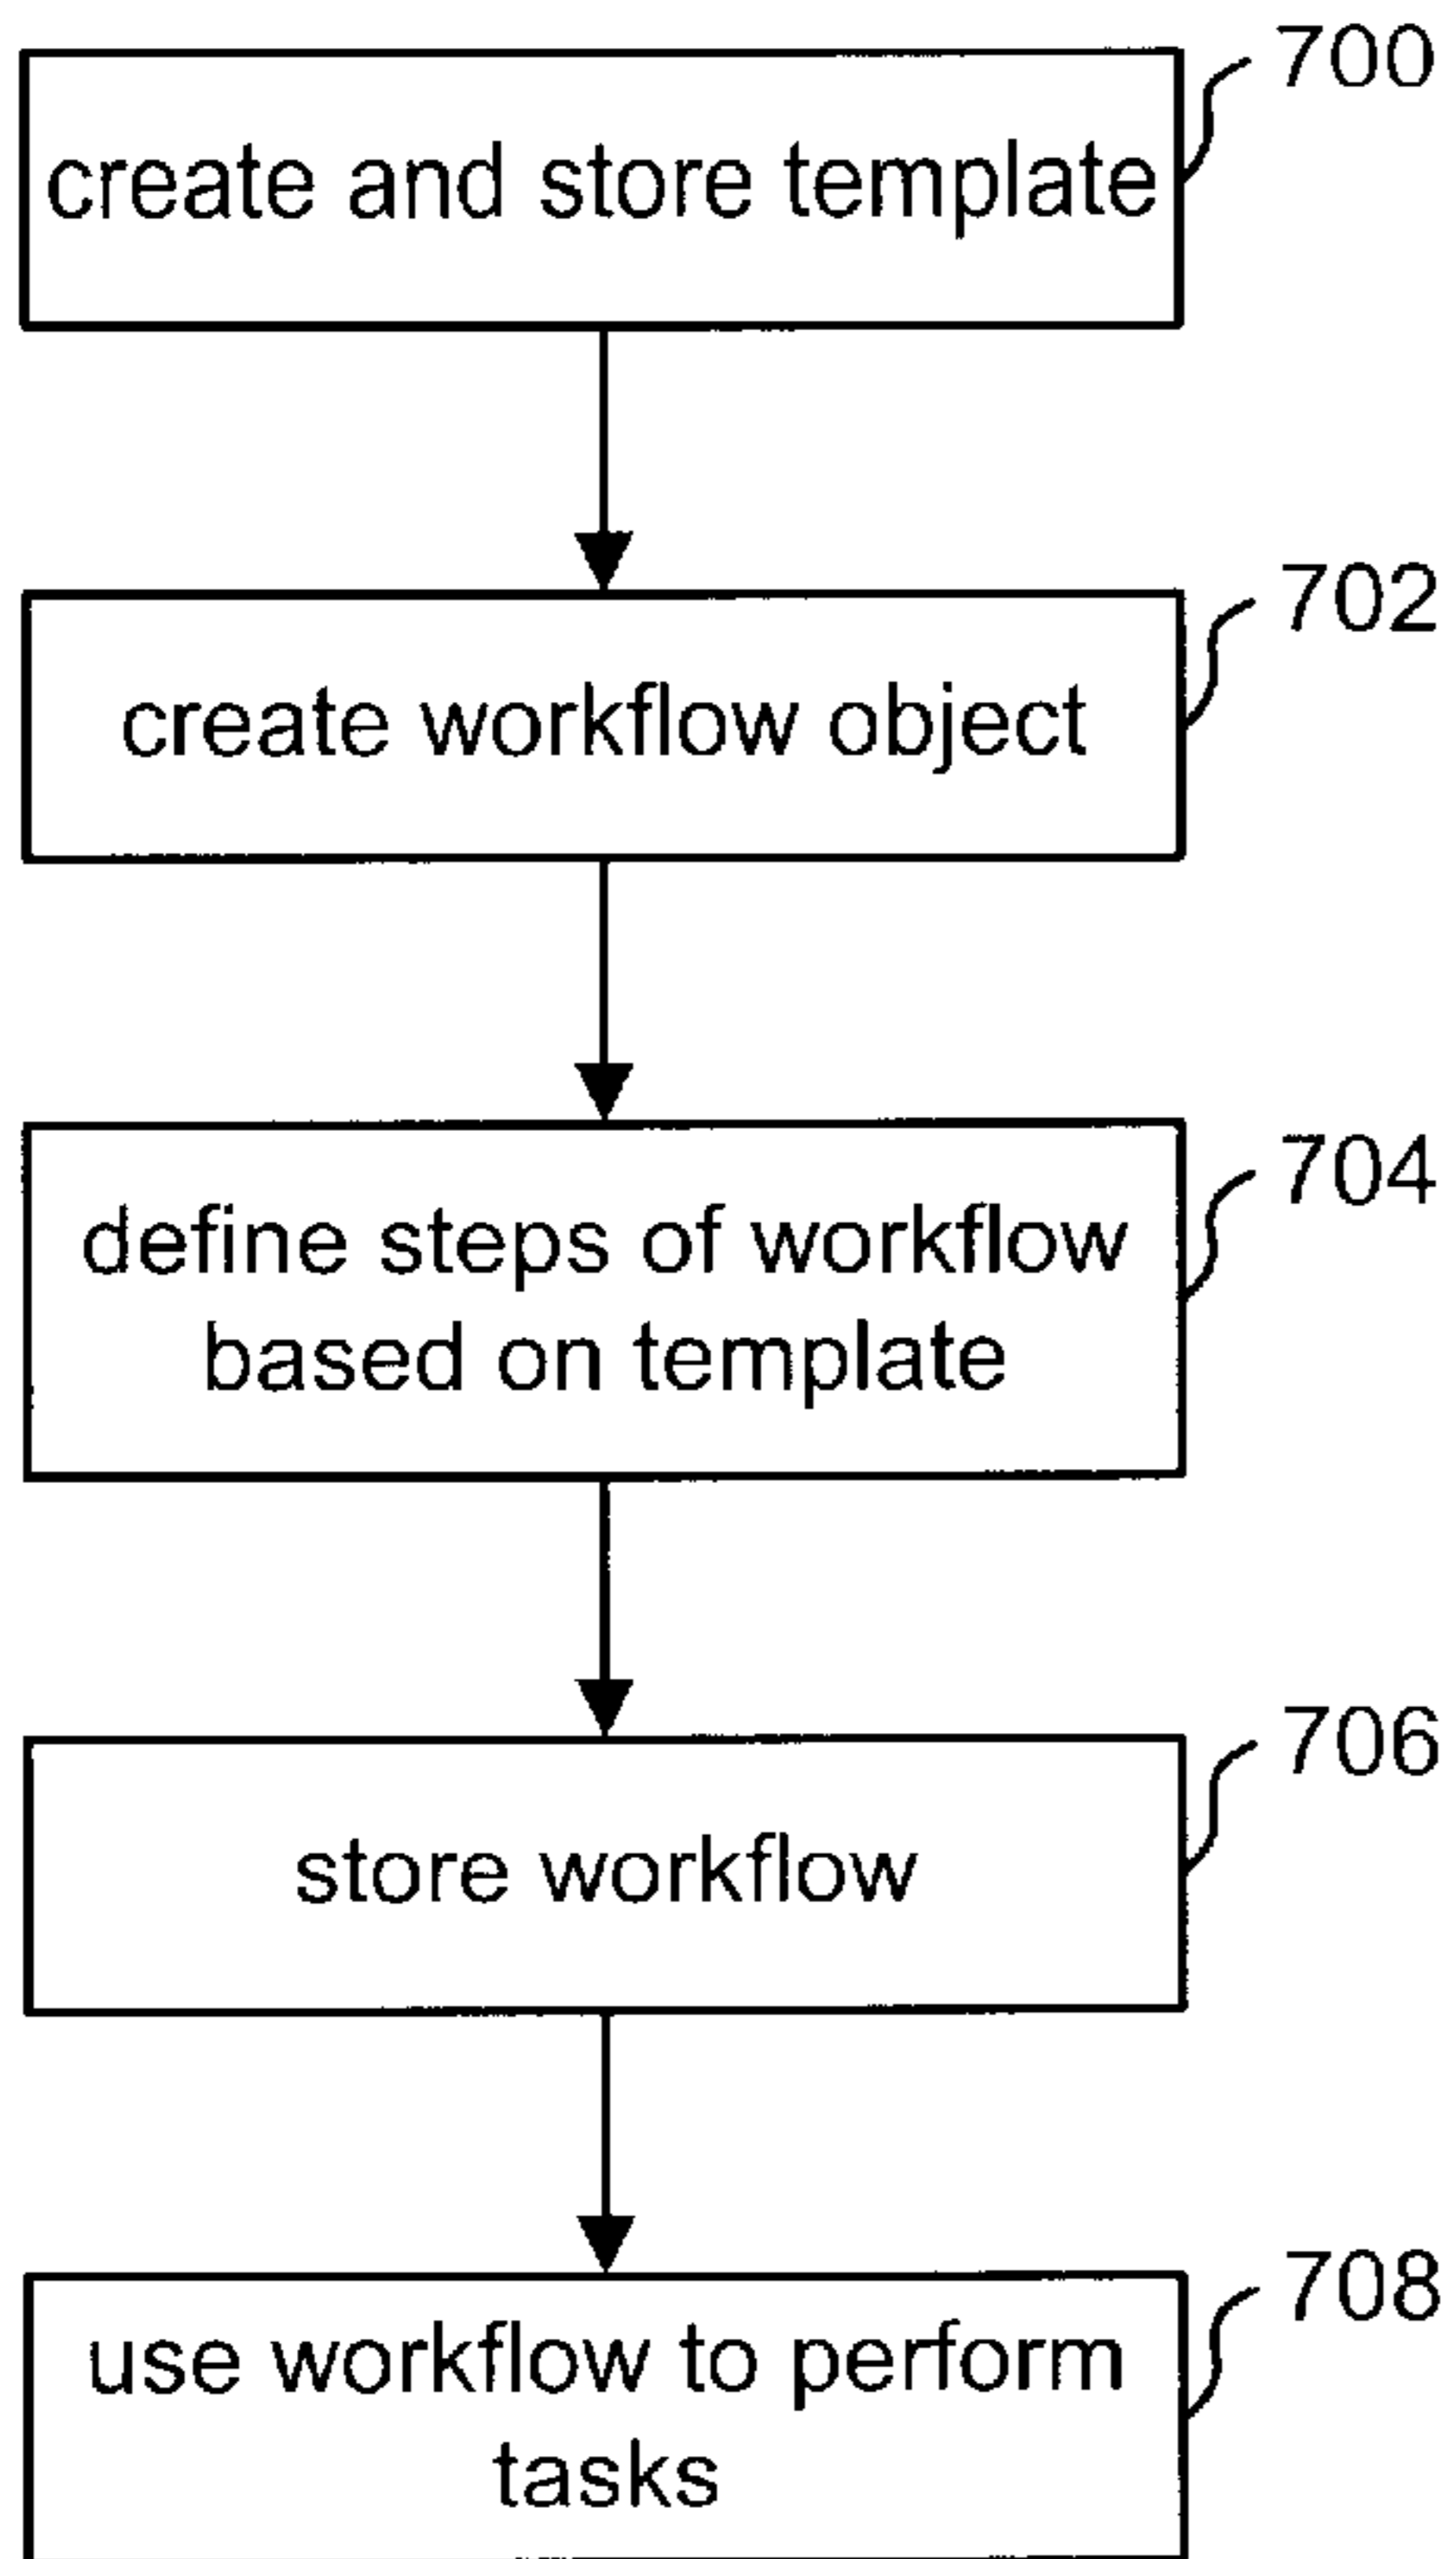 700
create and store template
702
create workflow object
704
define steps of workflow
based on template
706
store workflow
708
use workflow to perform
tasks